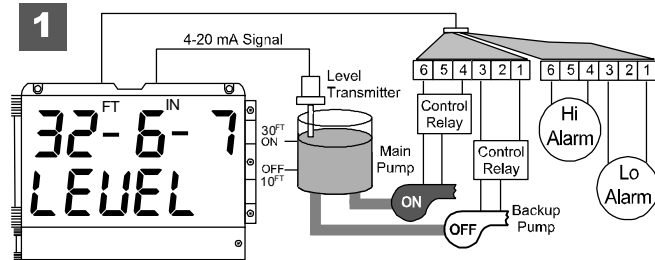 1
4-20 mA Signal
Level
Transmitter
FT IN
32-6-7
LEVEL
30FT
ON
OFF
10FT
Main
Pump
ON
OFF
Backup
Pump
6 5 4 3 2 1
Control
Relay
Control
Relay
6 5 4 3 2 1
Hi
Alarm
Lo
Alarm